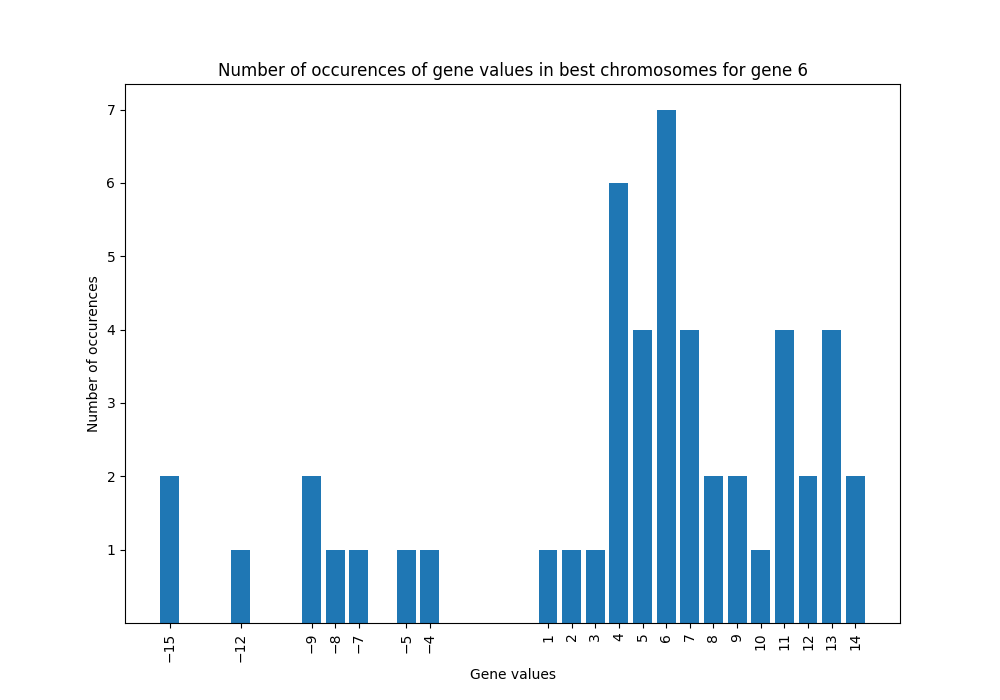 Number of occurences of gene values in best chromosomes for gene 6
Number of occurences
7
6
5
4
3
2
1
−15 −12 −9 −8 −7 −5 −4 1 2 3 4 5 6 7 8 9 10 11 12 13 14
Gene values